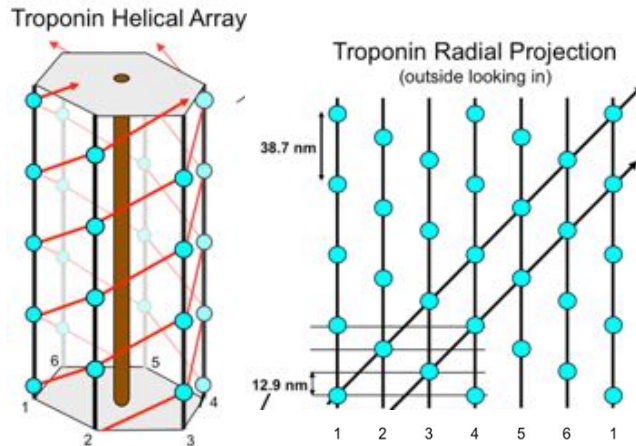 Troponin Helical Array
6
5
1
4
2
3
Troponin Radial Projection
(outside looking in)
38.7 nm
12.9 nm
1 2 3 4 5 6 1